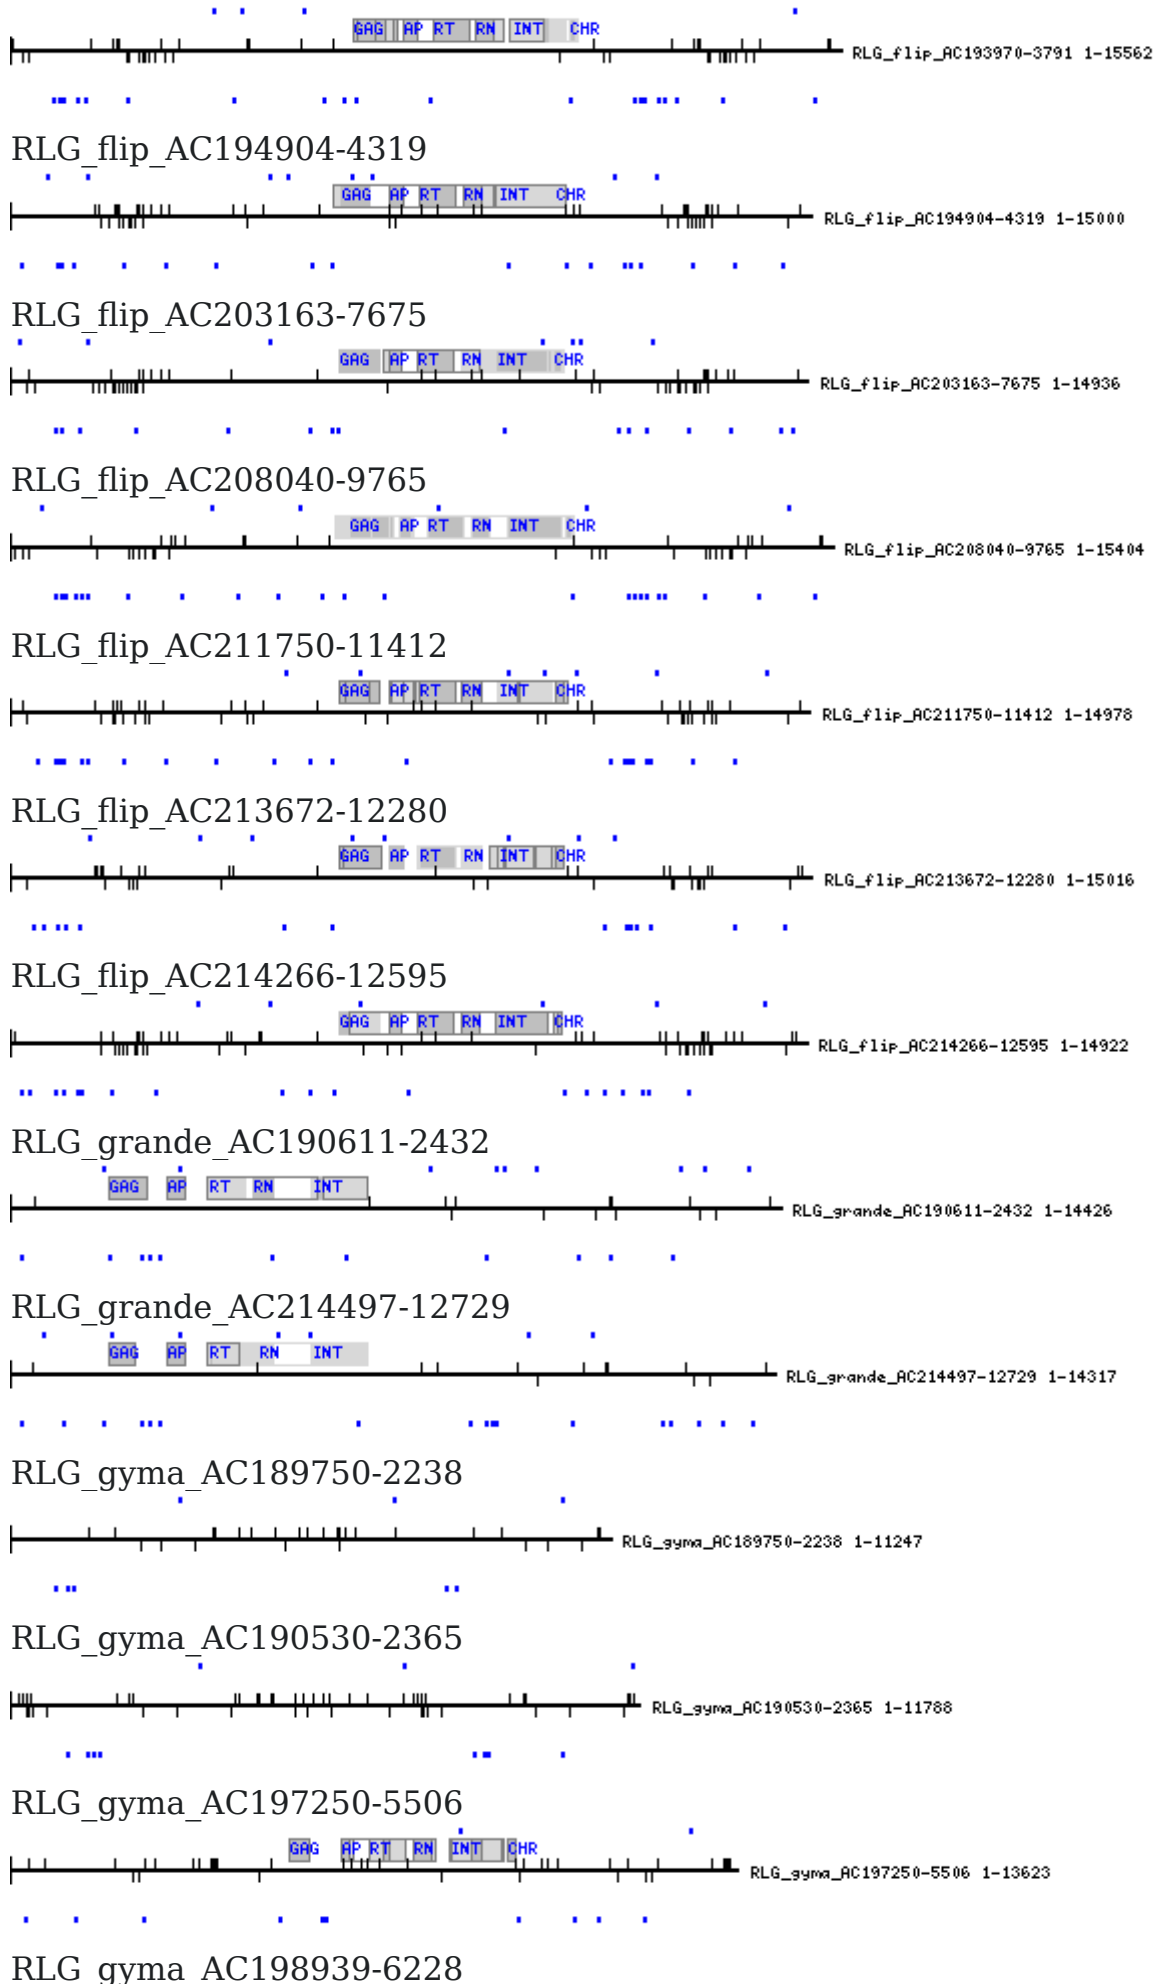 GAG AP RT RN INT CHR
RLG_flip_AC193970-3791 1-15562
RLG_flip_AC194904-4319
GAG AP RT RN INT CHR
RLG_flip_AC194904-4319 1-15000
RLG_flip_AC203163-7675
GAG AP RT RN INT CHR
RLG_flip_AC203163-7675 1-14936
RLG_flip_AC208040-9765
GAG AP RT RN INT CHR
RLG_flip_AC208040-9765 1-15404
RLG_flip_AC211750-11412
GAG AP RT RN INT CHR
RLG_flip_AC211750-11412 1-14978
RLG_flip_AC213672-12280
GAG AP RT RN INT CHR
RLG_flip_AC213672-12280 1-15016
RLG_flip_AC214266-12595
GAG AP RT RN INT CHR
RLG_flip_AC214266-12595 1-14922
RLG_grande_AC190611-2432
GAG AP RT RN INT
RLG_grande_AC190611-2432 1-14426
RLG_grande_AC214497-12729
GAG AP RT RN INT
RLG_grande_AC214497-12729 1-14317
RLG_gyma_AC189750-2238
RLG_gyma_AC189750-2238 1-11247
RLG_gyma_AC190530-2365
RLG_gyma_AC190530-2365 1-11788
RLG_gyma_AC197250-5506
GAG AP RT RN INT CHR
RLG_gyma_AC197250-5506 1-13623
RLG_gyma_AC198939-6228